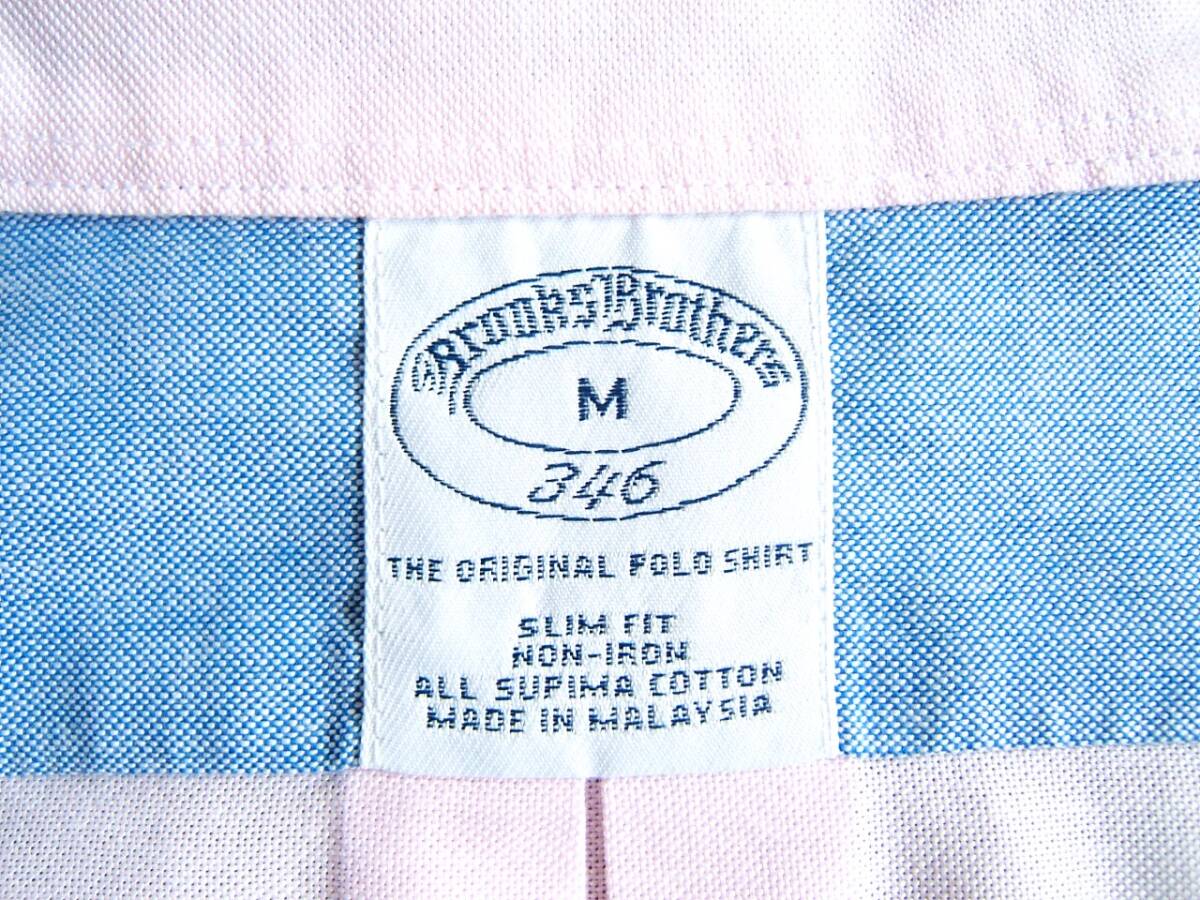 Brooks Brothers
M
346
THE ORIGINAL POLO SHIRT
SLIM FIT
NON-IRON
ALL SUPIMA COTTON
MADE IN MALAYSIA